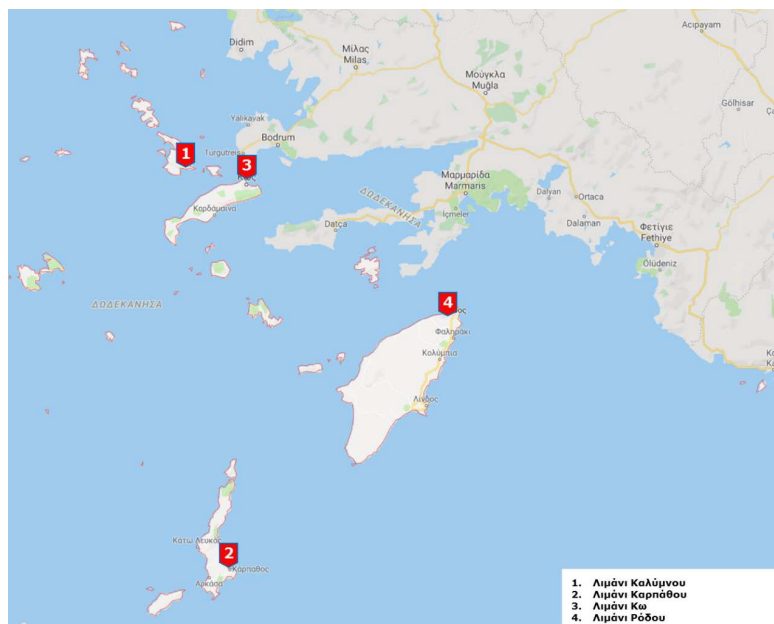 Didim
Μίλας
Milas
Μούγκλα
Muğla
Acıpayam
Gölhisar
Yalıkavak
Bodrum
Turgutreis
1
3
Καρδάμαινα
Datça
ΔΩΔΕΚΑΝΗΣΑ
Μαρμαρίδα
Marmaris
İçmeler
Dalyan
Ortaca
Dalaman
Φετίγιε
Fethiye
Ölüdeniz
ΔΩΔΕΚΑΝΗΣΑ
4
Φαληράκι
Κολύμπια
Λίνδος
Κάτω Λευκός
2
Κάρπαθος
Αρκάσα
1. Λιμάνι Καλύμνου
2. Λιμάνι Καρπάθου
3. Λιμάνι Κω
4. Λιμάνι Ρόδου